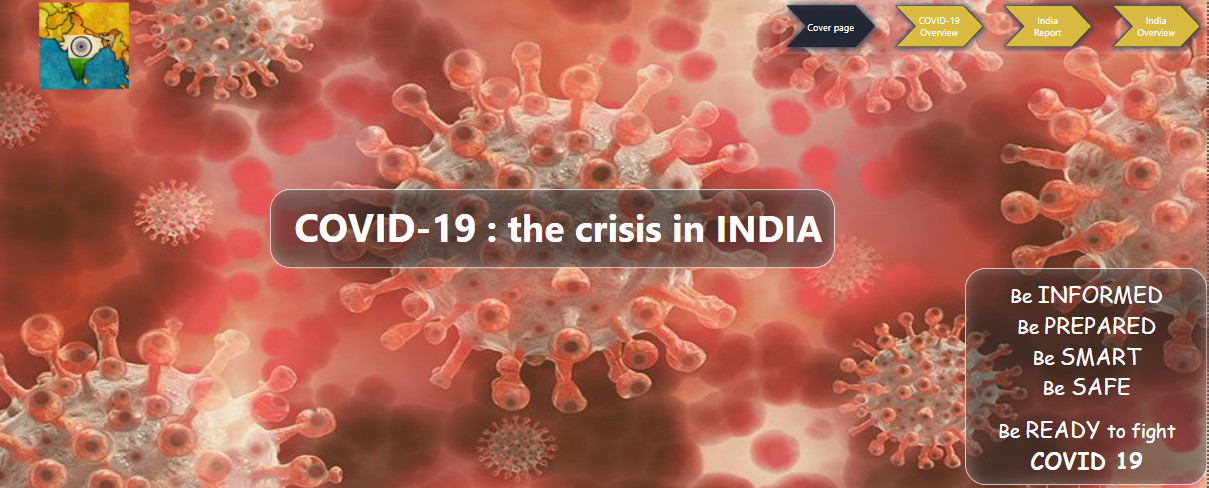 Cover page
COVID-19
Overview
India
Report
India
Overview
COVID-19 : the crisis in INDIA
Be INFORMED
Be PREPARED
Be SMART
Be SAFE
Be READY to fight
COVID 19